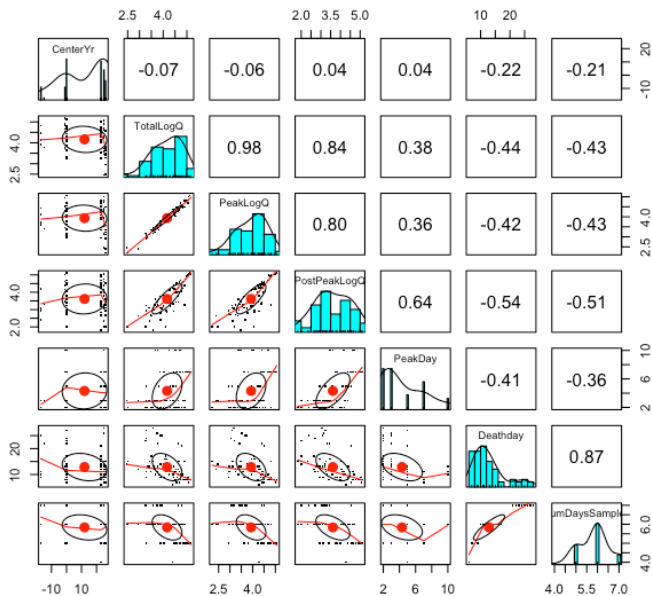 2.5 4.0 2.0 3.5 5.0 10 20
CenterYr -0.07 -0.06 0.04 0.04 -0.22 -0.21 -10 20
2.5 4.0 TotalLogQ 0.98 0.84 0.38 -0.44 -0.43
PeakLogQ 0.80 0.36 -0.42 -0.43 2.5 4.0
2.0 4.0 PostPeakLogQ 0.64 -0.54 -0.51
PeakDay -0.41 -0.36 2 6 10
10 20 Deathday 0.87
umDaysSample 4.0 6.0
-10 10 2.5 4.0 2 6 10 4.0 5.5 7.0